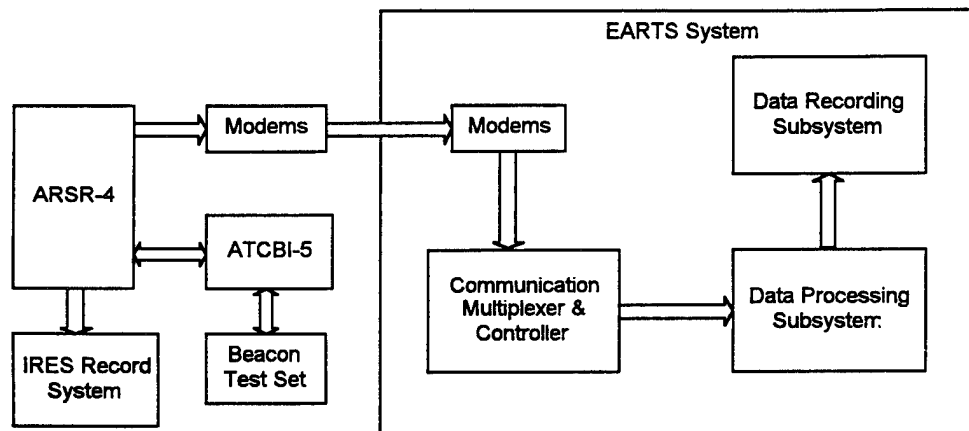 EARTS System
ARSR-4
Modems
Modems
Data Recording
Subsystem
ATCBI-5
Communication
Multiplexer &
Controller
Data Processing
Subsystem
IRES Record
System
Beacon
Test Set